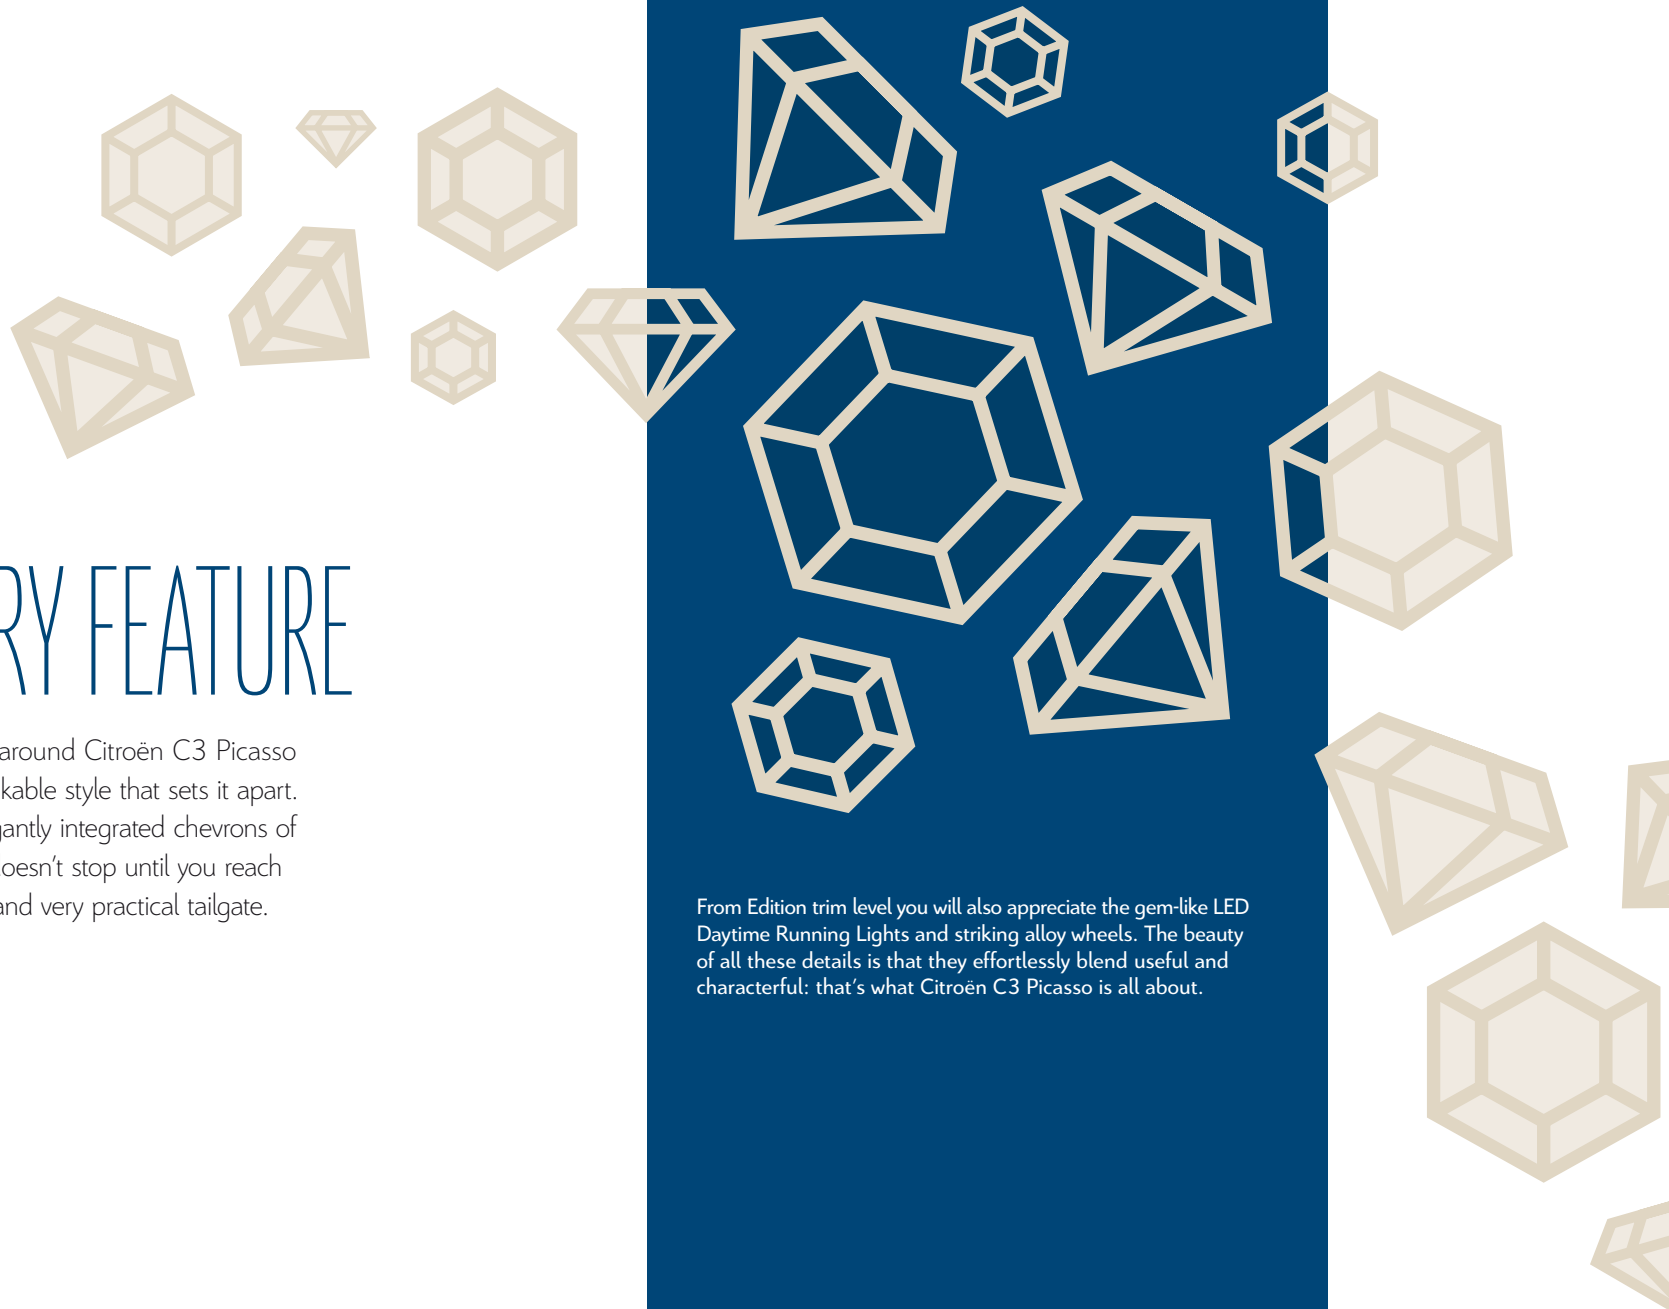 RY FEATURE
around Citroën C3 Picasso
kable style that sets it apart.
gantly integrated chevrons of
oesn't stop until you reach
and very practical tailgate.
From Edition trim level you will also appreciate the gem-like LED
Daytime Running Lights and striking alloy wheels. The beauty
of all these details is that they effortlessly blend useful and
characterful: that's what Citroën C3 Picasso is all about.